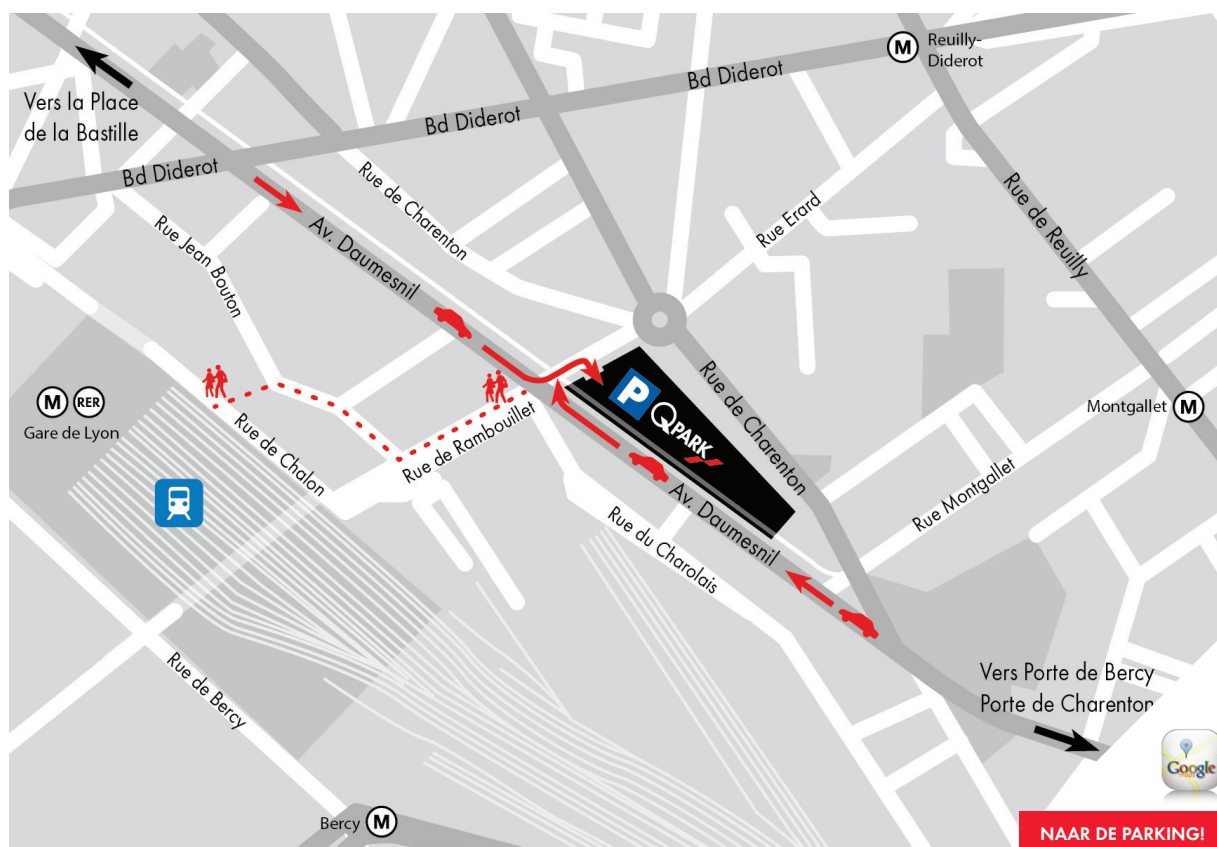 M
Reuilly-
Diderot
Bd Diderot
Vers la Place
de la Bastille
Bd Diderot
Bd Diderot
Rue de Charenton
Rue Erard
Rue de Reuilly
Rue Jean Bouton
Av. Daumesnil
M
RER
Gare de Lyon
P
QPARK
Rue de Charenton
Montgallet
M
Rue de Chalon
Rue de Rambouillet
Rue Montgallet
Av. Daumesnil
Rue du Charolais
Rue de Bercy
Vers Porte de Bercy
Porte de Charenton
Google
maps
Bercy
M
NAAR DE PARKING!